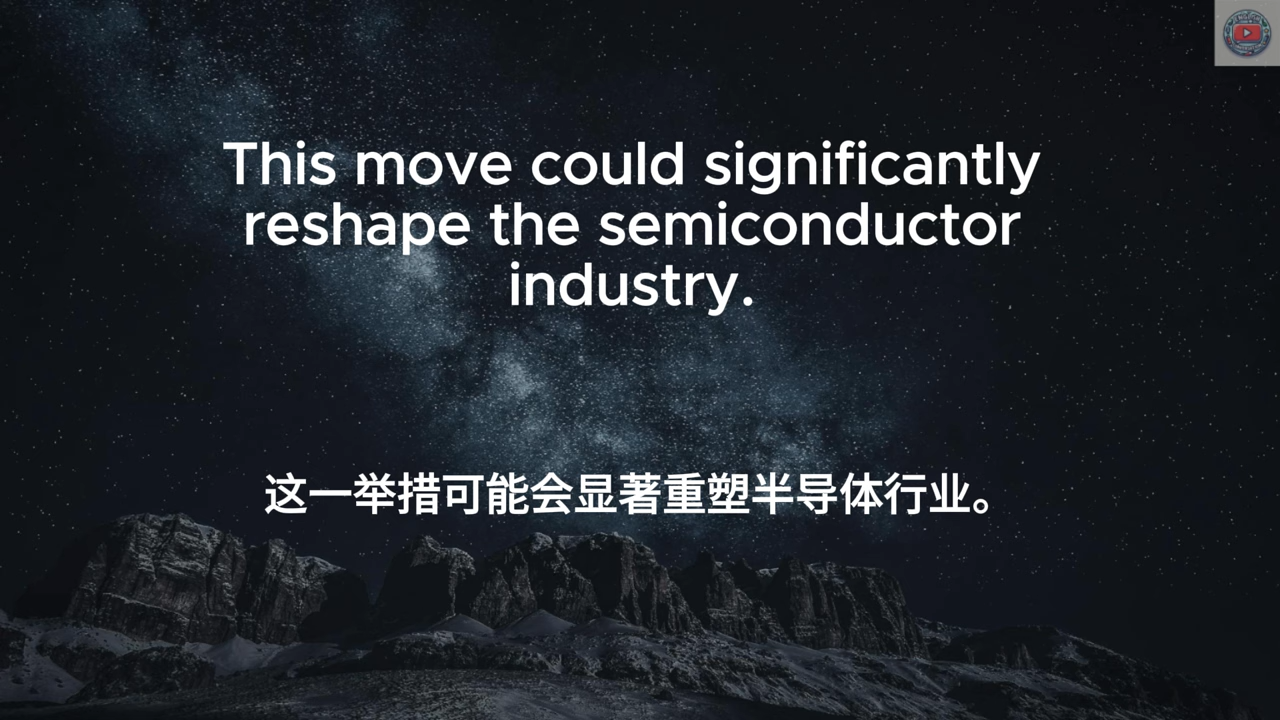 This move could significantly
reshape the semiconductor
industry.
这一举措可能会显著重塑半导体行业。